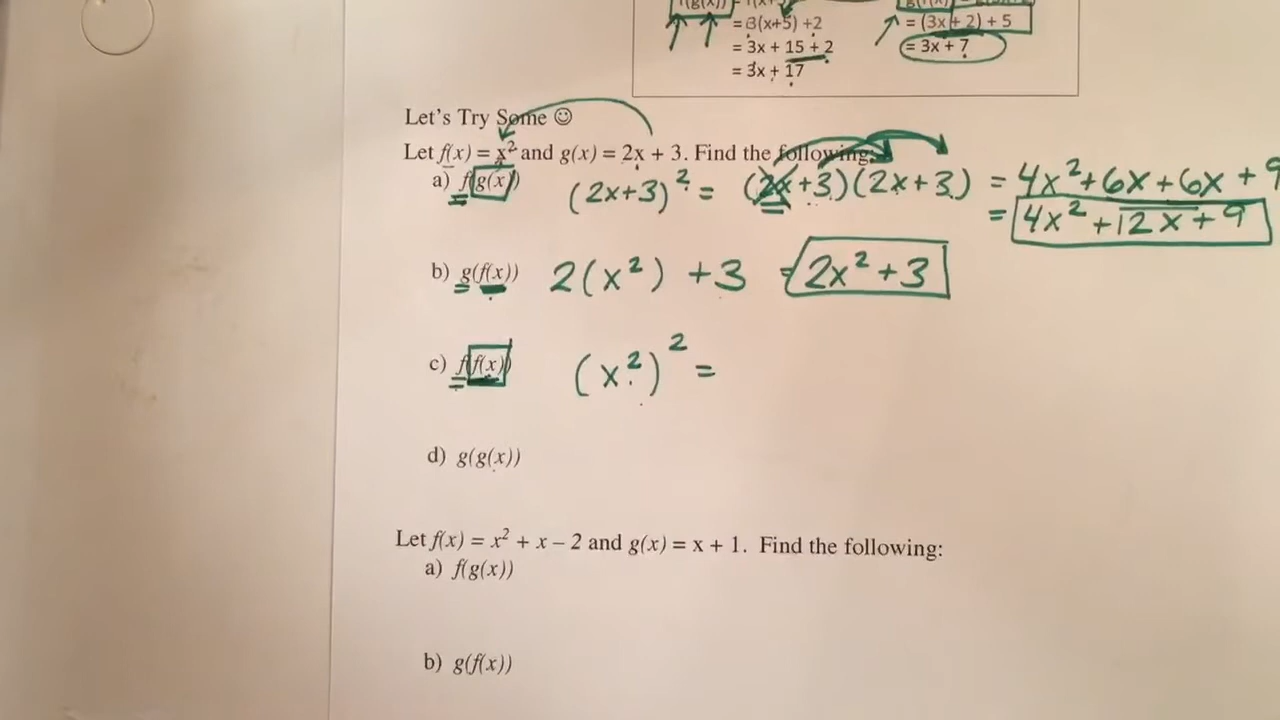 = 3(x+5) +2
= (3x + 2) + 5
= 3x + 15 + 2
= 3x + 7
= 3x + 17
Let's Try Some ☺
Let f(x) = x² and g(x) = 2x + 3. Find the following:
a) f(g(x)) (2x+3)² = (2x+3)(2x+3) = 4x²+6x+6x+9
= 4x²+12x+9
b) g(f(x)) 2(x²) +3 = 2x²+3
c) f(f(x)) (x²)² =
d) g(g(x))
Let f(x) = x² + x – 2 and g(x) = x + 1. Find the following:
a) f(g(x))
b) g(f(x))